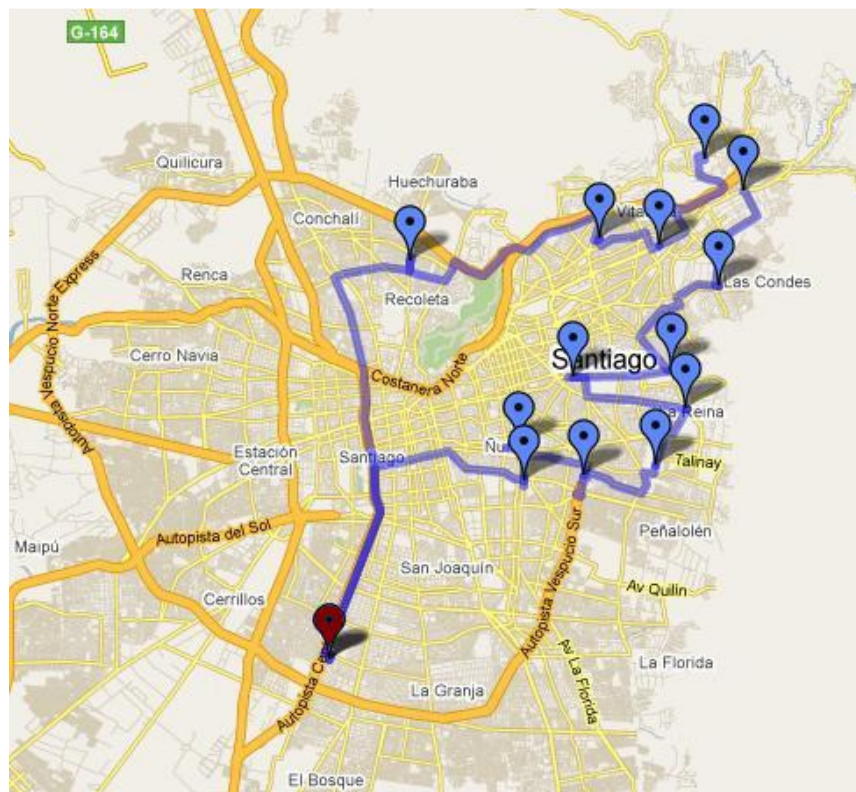 G-164
Quilicura
Huechuraba
Conchalí
Vita
Renca
Recoleta
Las Condes
Autopista Vespucio Norte Express
Cerro Navia
Santiago
Costanera Norte
Reina
Estación
Central
Santiago
Ñu
Talinay
Autopista del Sol
Maipú
Peñalolén
San Joaquín
Autopista Vespucio Sur
Av Quilín
Cerrillos
La Florida
Av La Florida
La Granja
Autopista Ce
El Bosque